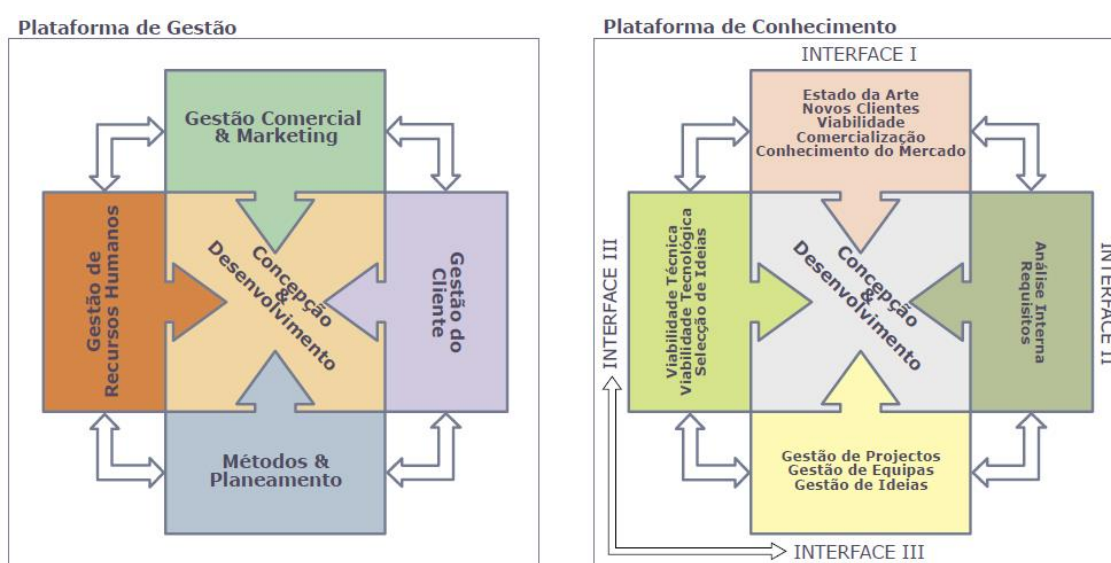 Plataforma de Gestão
Gestão Comercial
& Marketing
Gestão de
Recursos Humanos
Concepção
&
Desenvolvimento
Gestão do
Cliente
Métodos &
Planeamento
Plataforma de Conhecimento
INTERFACE I
Estado da Arte
Novos Clientes
Viabilidade
Comercialização
Conhecimento do Mercado
INTERFACE III
Viabilidade Técnica
Viabilidade Tecnológica
Selecção de Ideias
Concepção
&
Desenvolvimento
Análise Interna
Requisitos
INTERFACE II
Gestão de Projectos
Gestão de Equipas
Gestão de Ideias
INTERFACE III